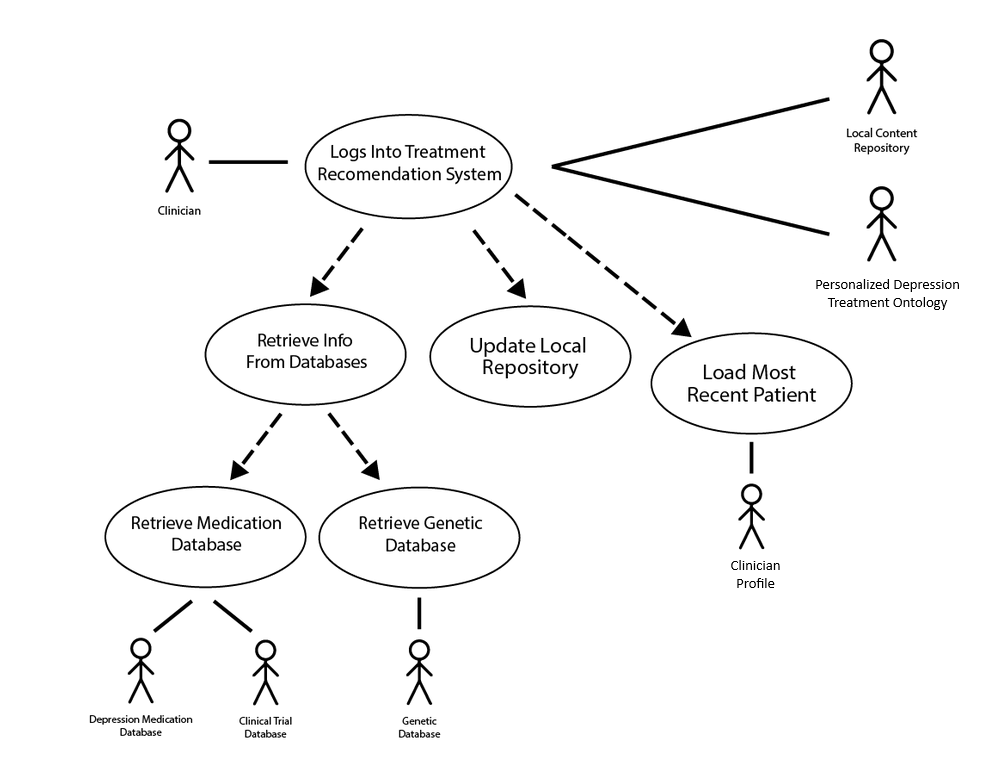 Local Content
Repository
Logs Into Treatment
Recomendation System
Clinician
Personalized Depression
Treatment Ontology
Retrieve Info
From Databases
Update Local
Repository
Load Most
Recent Patient
Retrieve Medication
Database
Retrieve Genetic
Database
Clinician
Profile
Depression Medication
Database
Clinical Trial
Database
Genetic
Database